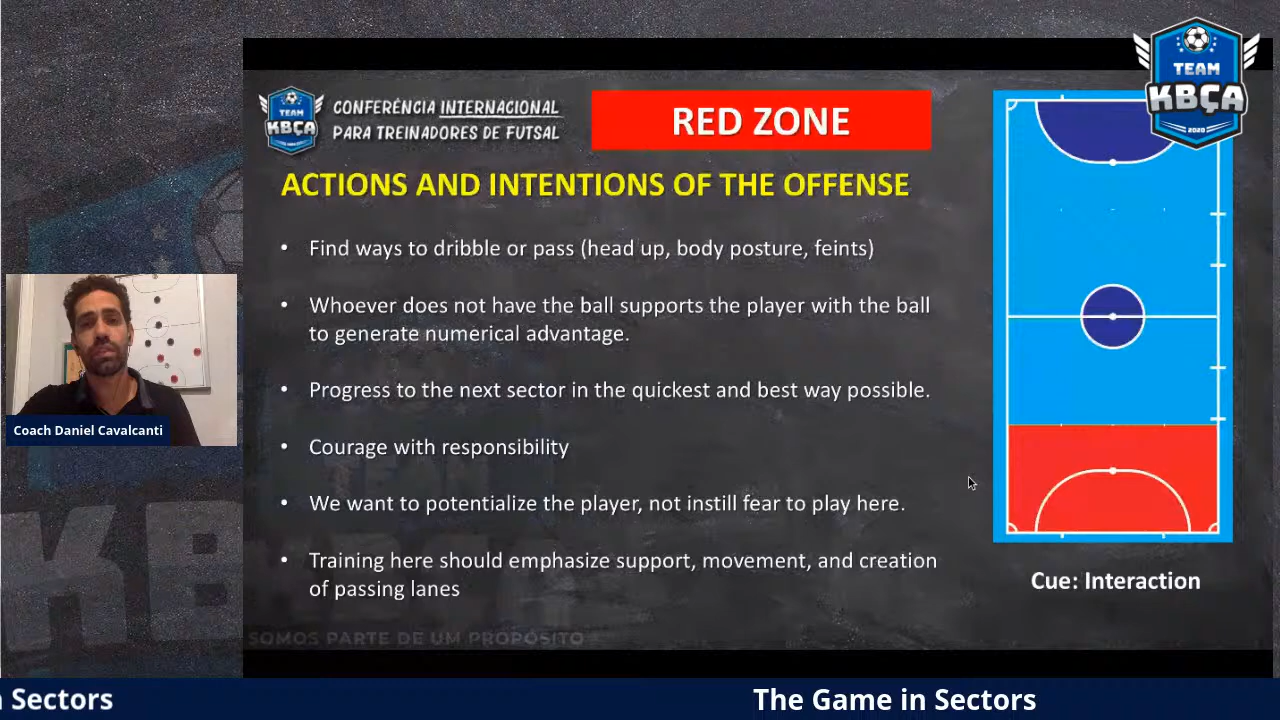 TEAM
KBÇA
2020
TEAM
KBÇA
CONFERÊNCIA INTERNACIONAL
PARA TREINADORES DE FUTSAL
RED ZONE
ACTIONS AND INTENTIONS OF THE OFFENSE
• Find ways to dribble or pass (head up, body posture, feints)
• Whoever does not have the ball supports the player with the ball
to generate numerical advantage.
• Progress to the next sector in the quickest and best way possible.
• Courage with responsibility
• We want to potentialize the player, not instill fear to play here.
• Training here should emphasize support, movement, and creation
of passing lanes
Cue: Interaction
Coach Daniel Cavalcanti
SOMOS PARTE DE UM PROPÓSITO
Sectors
The Game in Sectors